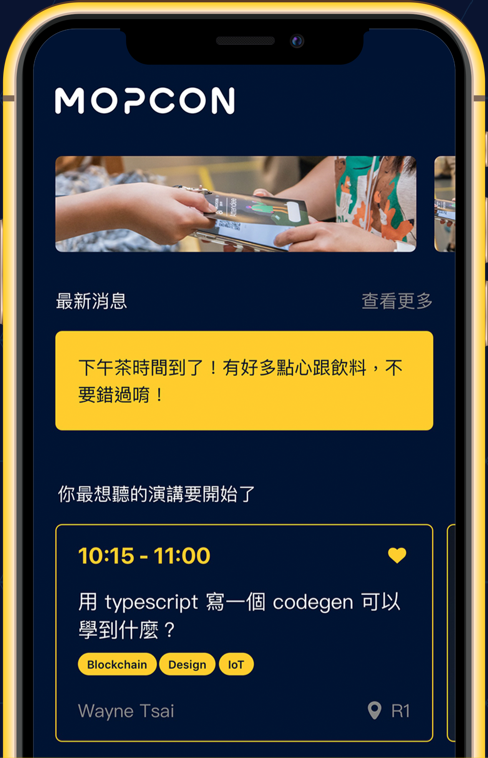 MOPCON
最新消息
查看更多
下午茶時間到了！有好多點心跟飲料，不
要錯過唷！
你最想聽的演講要開始了
10:15 - 11:00
用 typescript 寫一個 codegen 可以
學到什麼？
Blockchain
Design
IoT
Wayne Tsai
R1